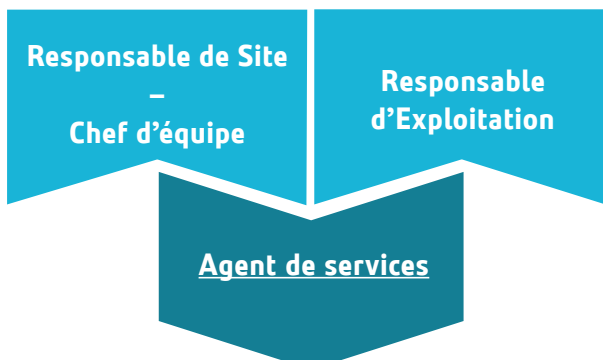 Responsable de Site
–
Chef d’équipe
Responsable
d’Exploitation
Agent de services